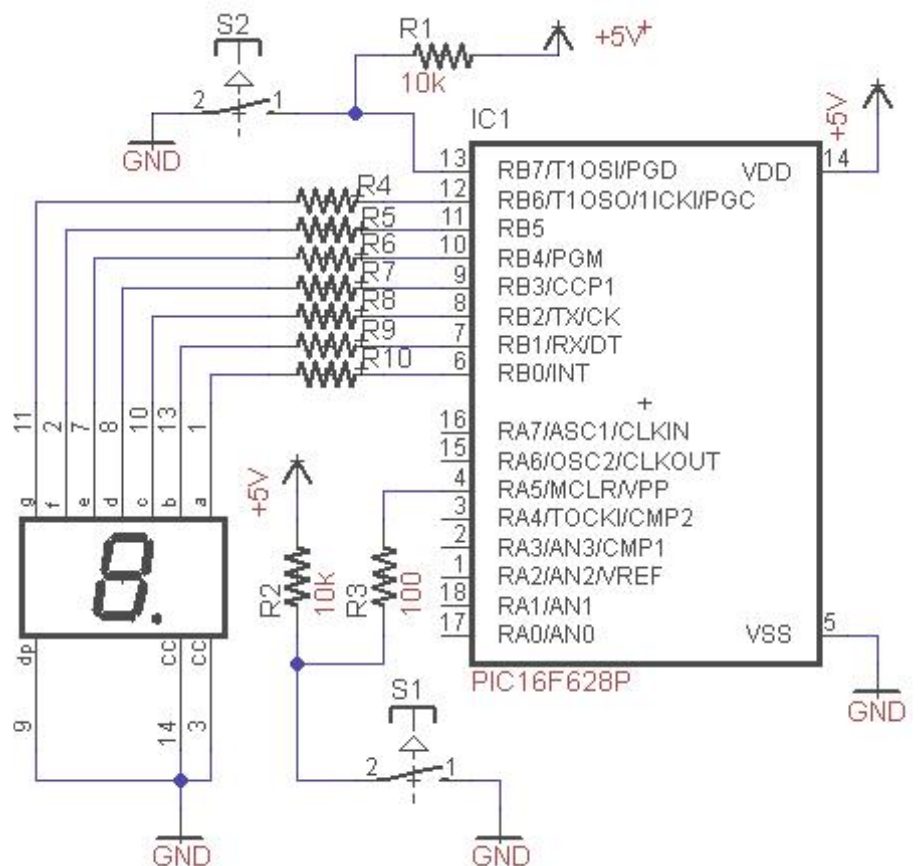 S2
R1
+5V
10k
2
1
GND
IC1
+5V
13
RB7/T1OSI/PGD
VDD
14
R4
12
RB6/T1OSO/1ICKI/PGC
R5
11
RB5
R6
10
RB4/PGM
R7
9
RB3/CCP1
R8
8
RB2/TX/CK
R9
7
RB1/RX/DT
R10
6
RB0/INT
11
2
7
8
10
13
1
g
f
e
d
c
b
a
8.
16
RA7/ASC1/CLKIN
15
RA6/OSC2/CLKOUT
4
RA5/MCLR/VPP
3
RA4/TOCKI/CMP2
2
RA3/AN3/CMP1
1
RA2/AN2/VREF
18
RA1/AN1
17
RA0/AN0
VSS
5
+5V
R2
10k
R3
100
PIC16F628P
GND
dp
cc
cc
9
14
3
S1
2
1
GND
GND